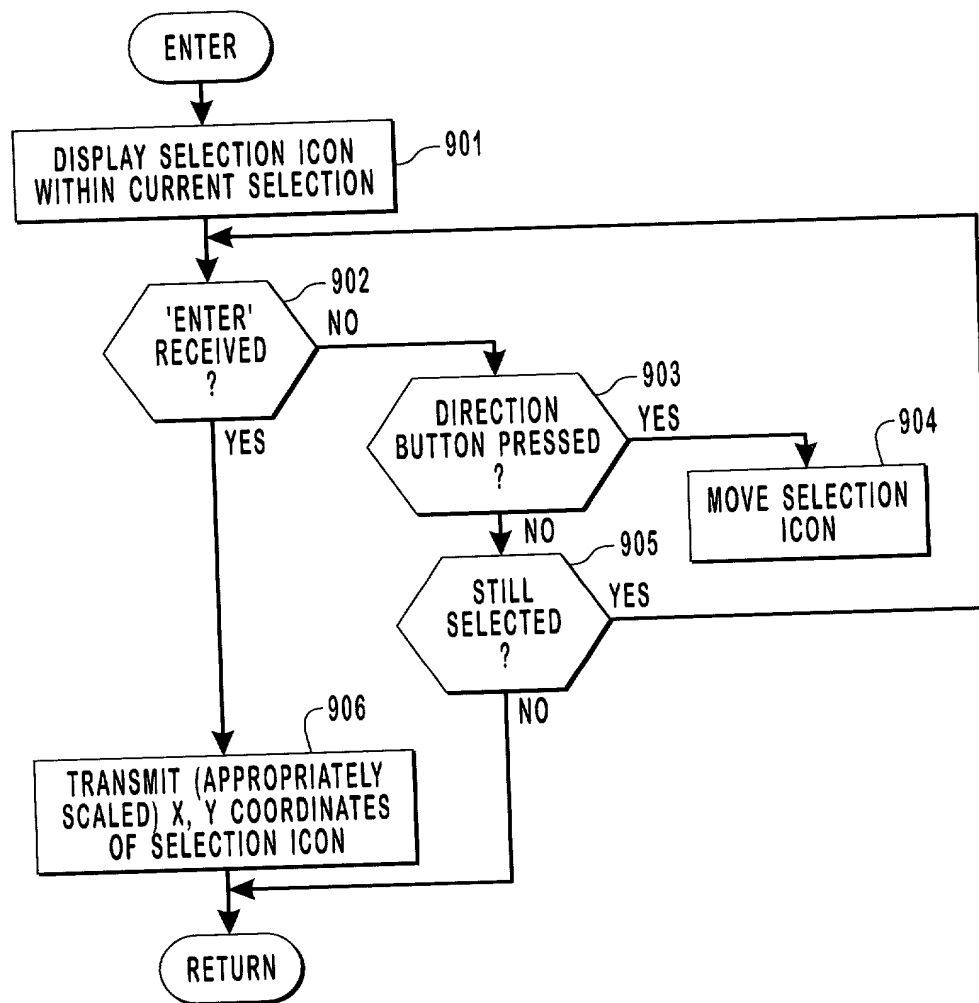 ENTER
DISPLAY SELECTION ICON
WITHIN CURRENT SELECTION
901
'ENTER'
RECEIVED
?
902
NO
YES
DIRECTION
BUTTON PRESSED
?
903
YES
NO
904
MOVE SELECTION
ICON
STILL
SELECTED
?
905
YES
NO
906
TRANSMIT (APPROPRIATELY
SCALED) X, Y COORDINATES
OF SELECTION ICON
RETURN